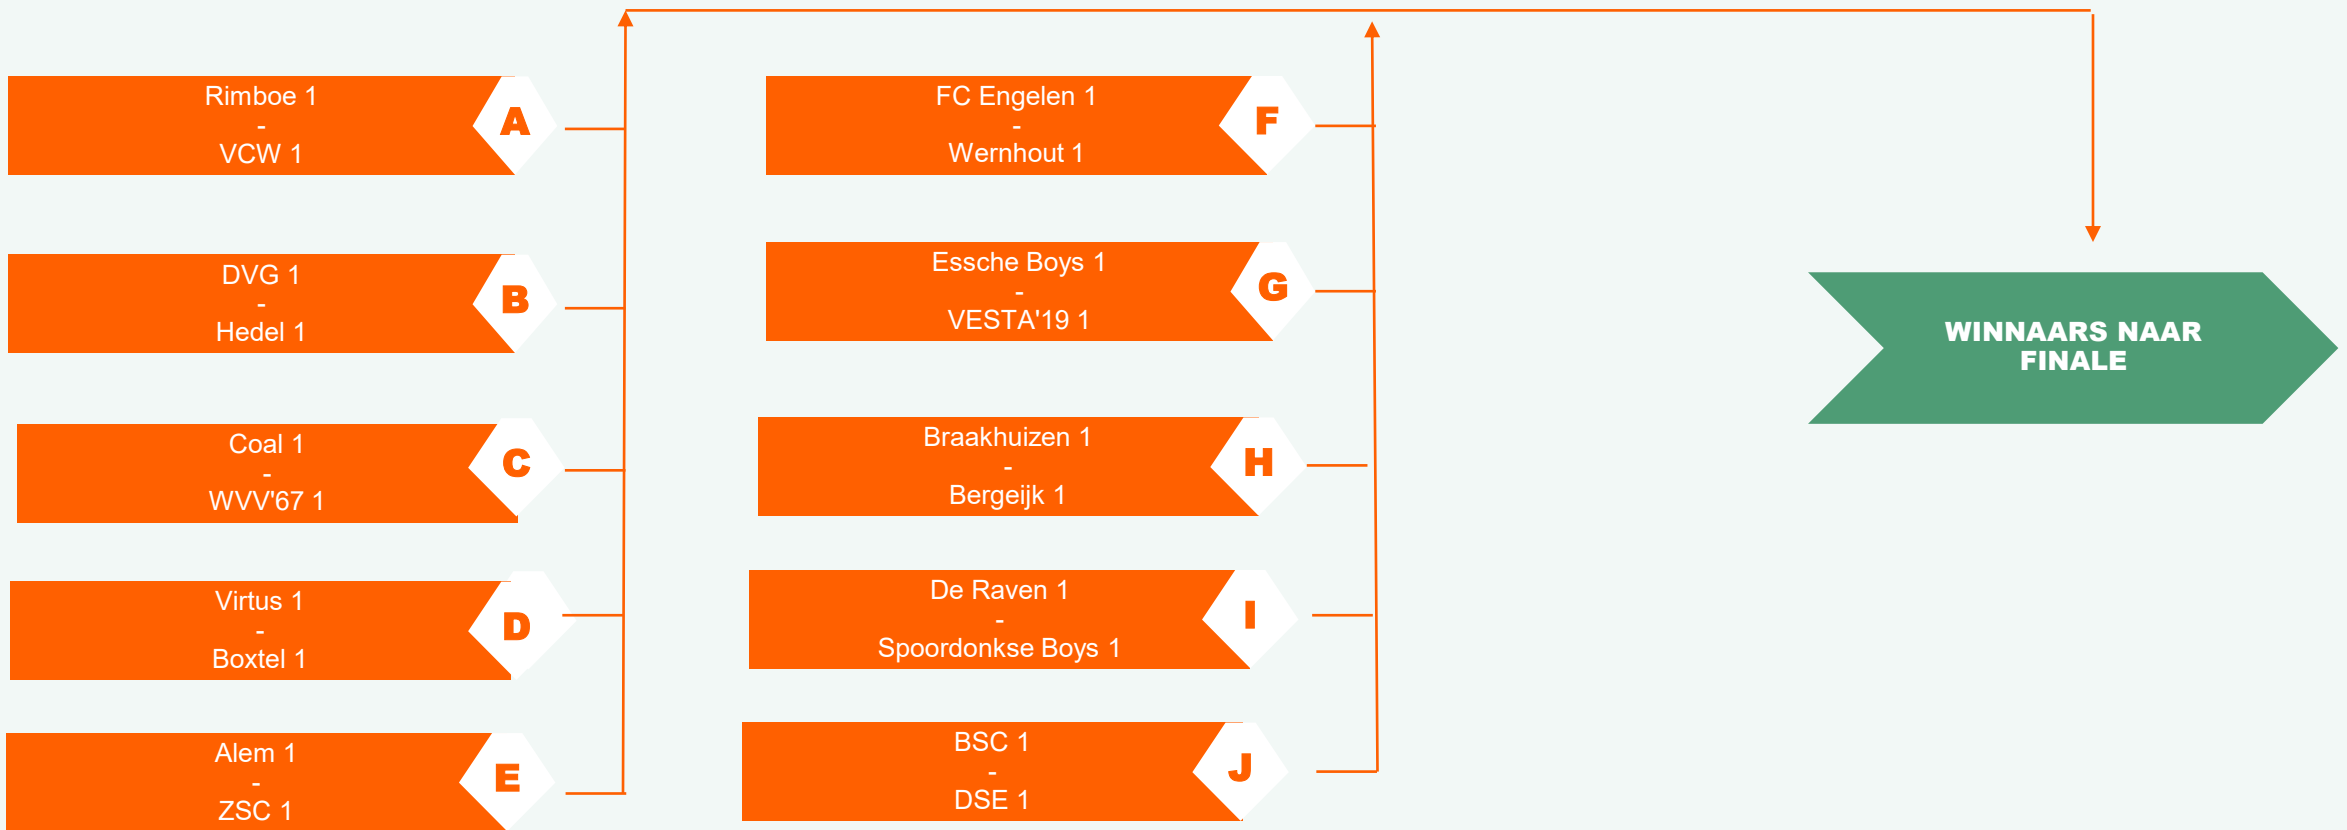 Rimboe 1
-
VCW 1
A
DVG 1
-
Hedel 1
B
Coal 1
-
WVV'67 1
C
Virtus 1
-
Boxtel 1
D
Alem 1
-
ZSC 1
E
FC Engelen 1
-
Wernhout 1
F
Essche Boys 1
-
VESTA'19 1
G
Braakhuizen 1
-
Bergeijk 1
H
De Raven 1
-
Spoordonkse Boys 1
I
BSC 1
-
DSE 1
J
WINNAARS NAAR
FINALE